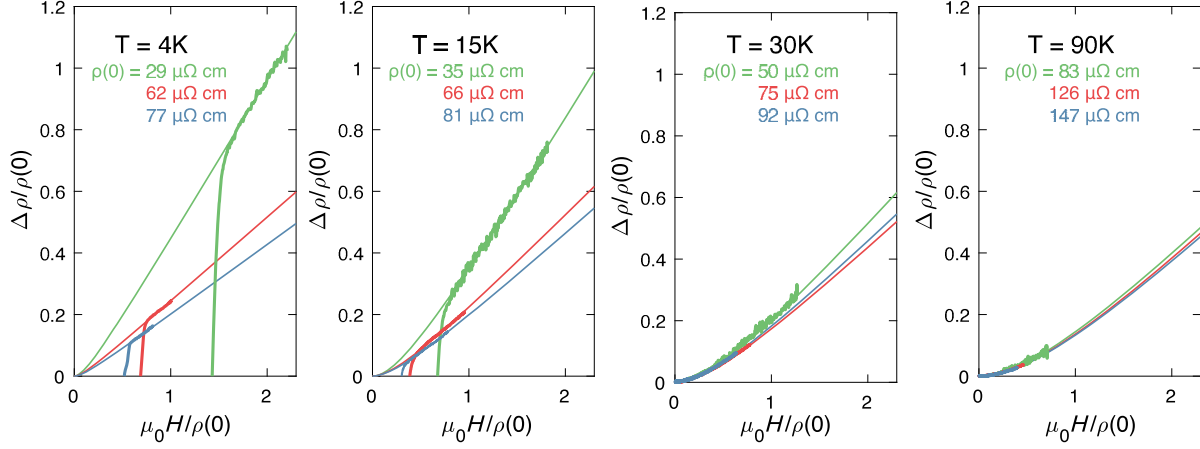 T = 4K
ρ(0) = 29 μΩ cm
62 μΩ cm
77 μΩ cm
1.2
1
0.8
0.6
0.4
0.2
0
Δρ/ρ(0)
0 1 2
μ₀H/ρ(0)
T = 15K
ρ(0) = 35 μΩ cm
66 μΩ cm
81 μΩ cm
1.2
1
0.8
0.6
0.4
0.2
0
Δρ/ρ(0)
0 1 2
μ₀H/ρ(0)
T = 30K
ρ(0) = 50 μΩ cm
75 μΩ cm
92 μΩ cm
1.2
1
0.8
0.6
0.4
0.2
0
Δρ/ρ(0)
0 1 2
μ₀H/ρ(0)
T = 90K
ρ(0) = 83 μΩ cm
126 μΩ cm
147 μΩ cm
1.2
1
0.8
0.6
0.4
0.2
0
Δρ/ρ(0)
0 1 2
μ₀H/ρ(0)